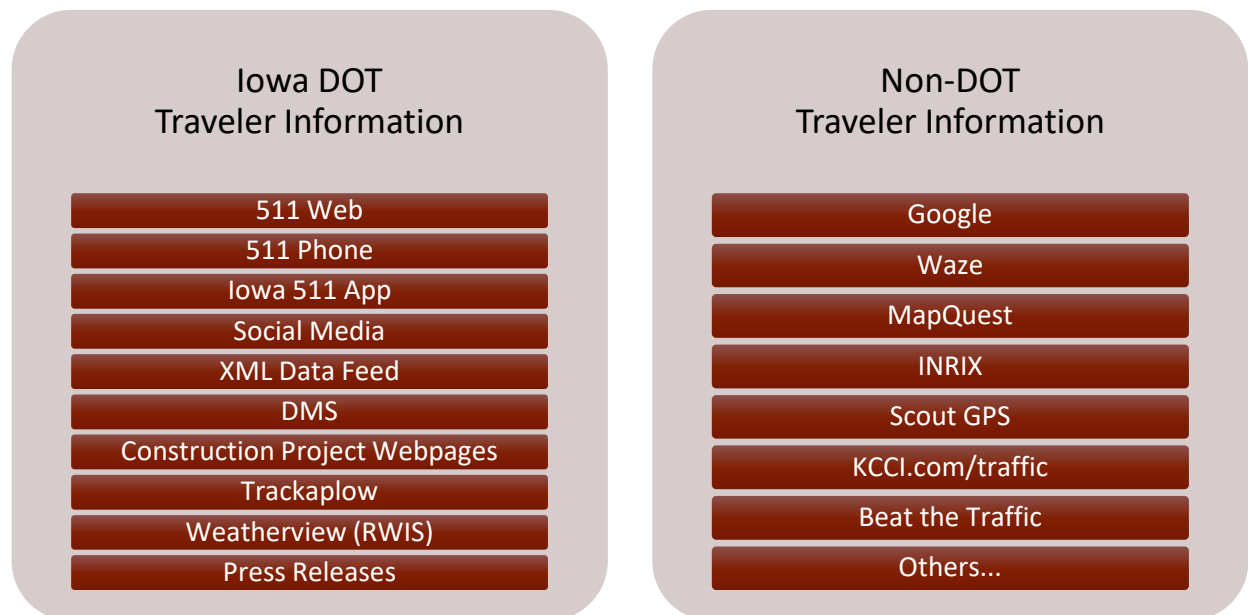 Iowa DOT
Traveler Information
511 Web
511 Phone
Iowa 511 App
Social Media
XML Data Feed
DMS
Construction Project Webpages
Trackaplow
Weatherview (RWIS)
Press Releases
Non-DOT
Traveler Information
Google
Waze
MapQuest
INRIX
Scout GPS
KCCI.com/traffic
Beat the Traffic
Others...